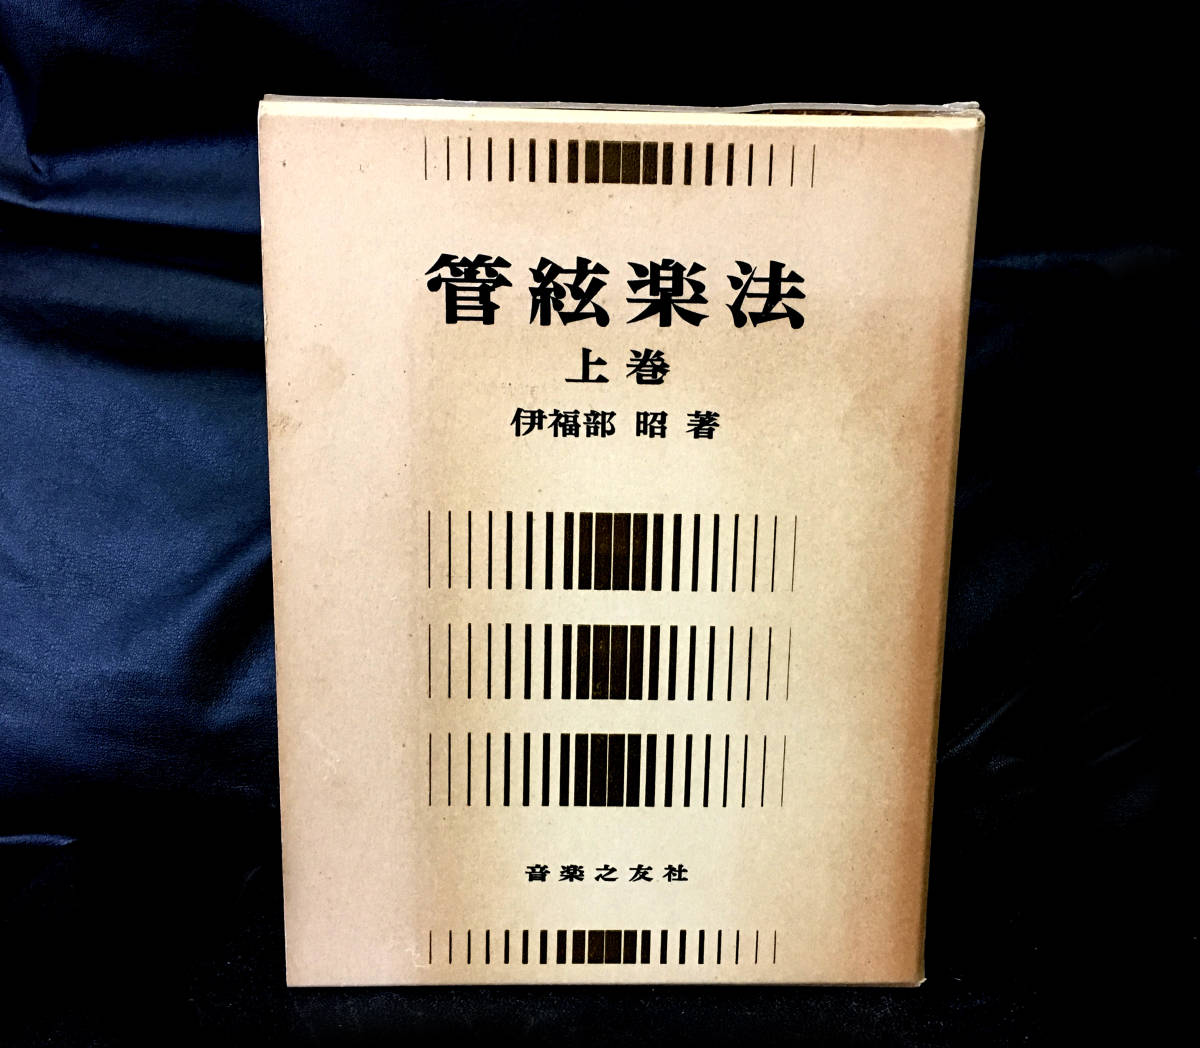 管絃楽法
上巻
伊福部 昭 著
音楽之友社